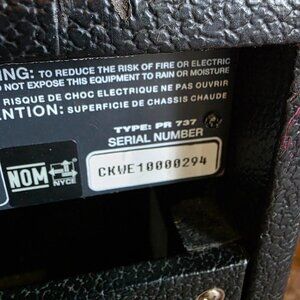 NING: TO REDUCE THE RISK OF FIRE OR ELECTRIC
O NOT EXPOSE THIS EQUIPMENT TO RAIN OR MOISTURE
RISQUE DE CHOC ELECTRIQUE NE PAS OUVRIR
ENTION: SUPERFICIE DE CHASSIS CHAUDE
TYPE: PR 737
SERIAL NUMBER
NOM
NYCE
CKWE10000294